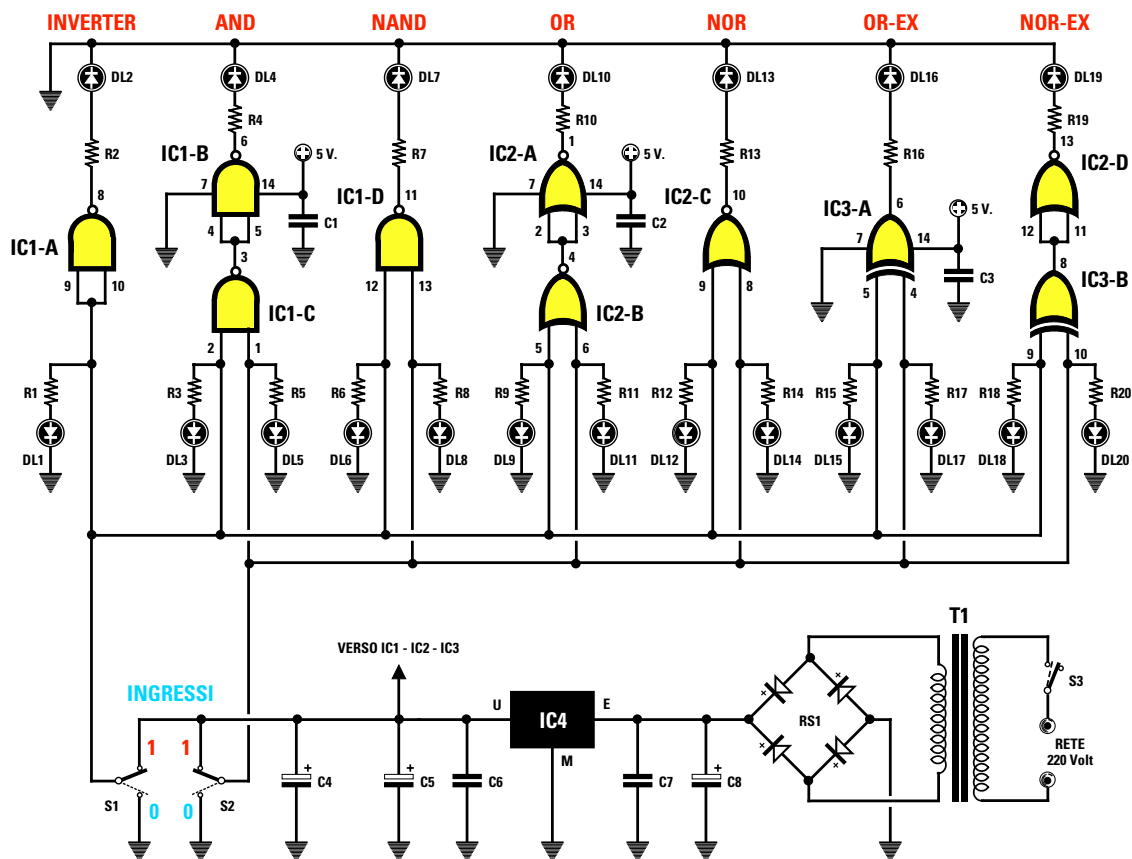 INVERTER AND NAND OR NOR OR-EX NOR-EX
DL2 DL4 DL7 DL10 DL13 DL16 DL19
R4 R10 R19
6 1 13
R2 IC1-B 5 V. R7 IC2-A 5 V. R13 R16 IC2-D
7 14 7 14
8 C1 IC1-D 11 C2 IC2-C 10 IC3-A 6 5 V.
IC1-A 4 5 2 3 7 14 12 11
3 4 8
9 10 IC1-C 12 13 IC2-B 9 8 5 4 C3 IC3-B
2 1 5 6 9 10
R1 R3 R5 R6 R8 R9 R11 R12 R14 R15 R17 R18 R20
DL1 DL3 DL5 DL6 DL8 DL9 DL11 DL12 DL14 DL15 DL17 DL18 DL20
T1
VERSO IC1 - IC2 - IC3
INGRESSI
S3
U IC4 E RS1
1 1 M RETE
220 Volt
+ + +
S1 0 0 S2 C4 C5 C6 C7 C8